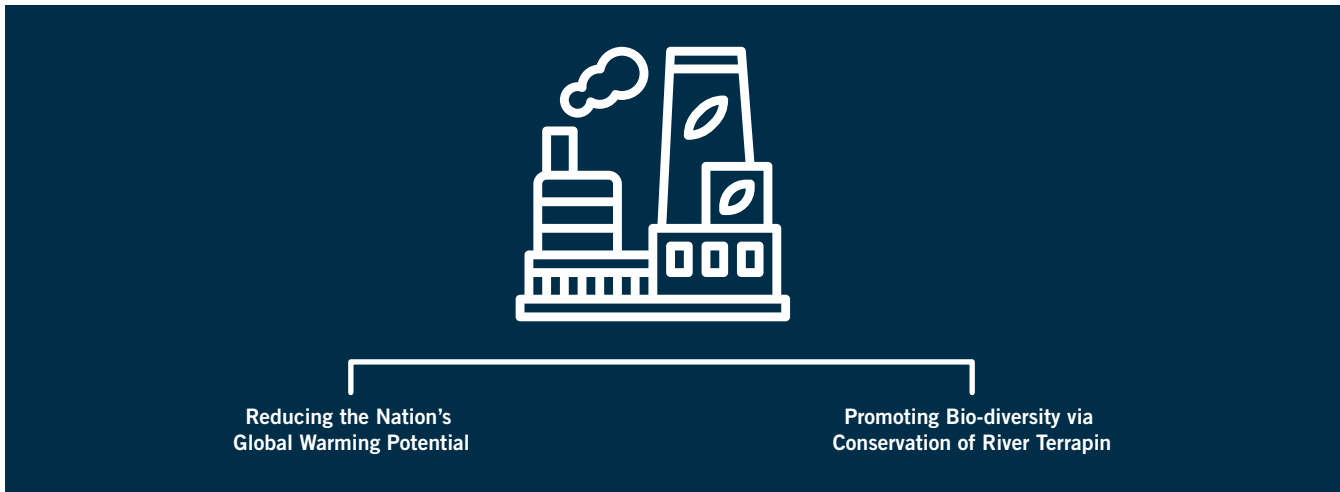 Reducing the Nation’s
Global Warming Potential
Promoting Bio-diversity via
Conservation of River Terrapin